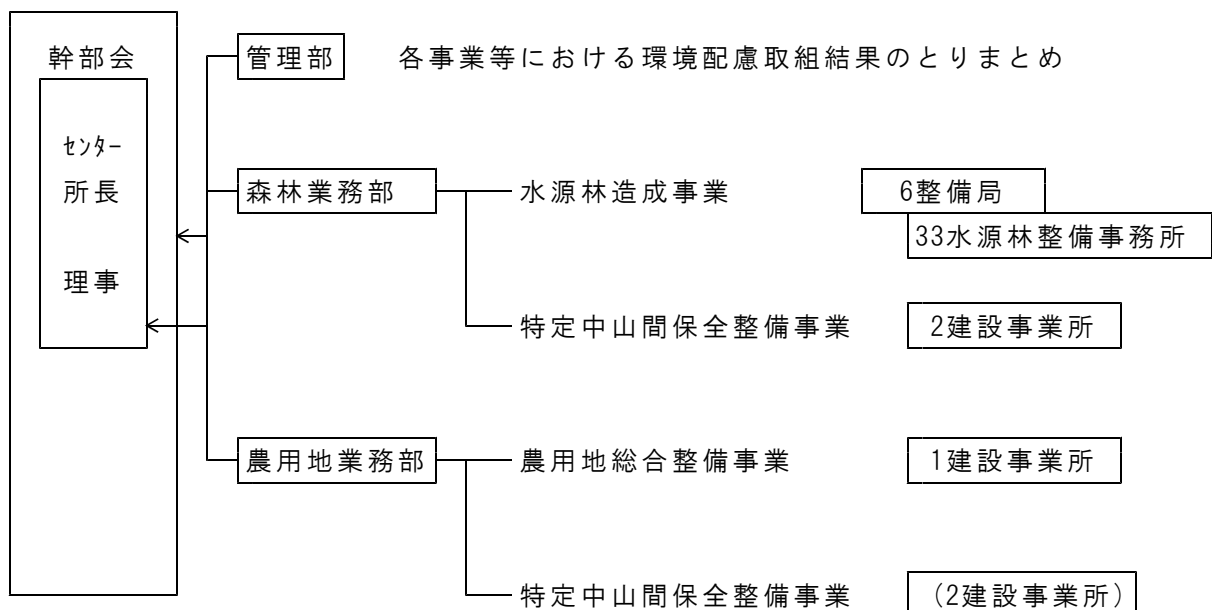 幹部会
センター
所長
理事
管理部 各事業等における環境配慮取組結果のとりまとめ
森林業務部 水源林造成事業 6整備局
33水源林整備事務所
特定中山間保全整備事業 2建設事業所
農用地業務部 農用地総合整備事業 1建設事業所
特定中山間保全整備事業 (2建設事業所)